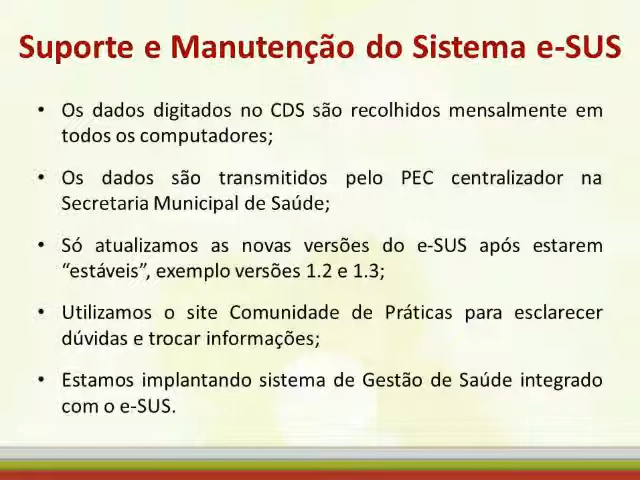 Suporte e Manutenção do Sistema e-SUS
• Os dados digitados no CDS são recolhidos mensalmente em
todos os computadores;
• Os dados são transmitidos pelo PEC centralizador na
Secretaria Municipal de Saúde;
• Só atualizamos as novas versões do e-SUS após estarem
“estáveis”, exemplo versões 1.2 e 1.3;
• Utilizamos o site Comunidade de Práticas para esclarecer
dúvidas e trocar informações;
• Estamos implantando sistema de Gestão de Saúde integrado
com o e-SUS.